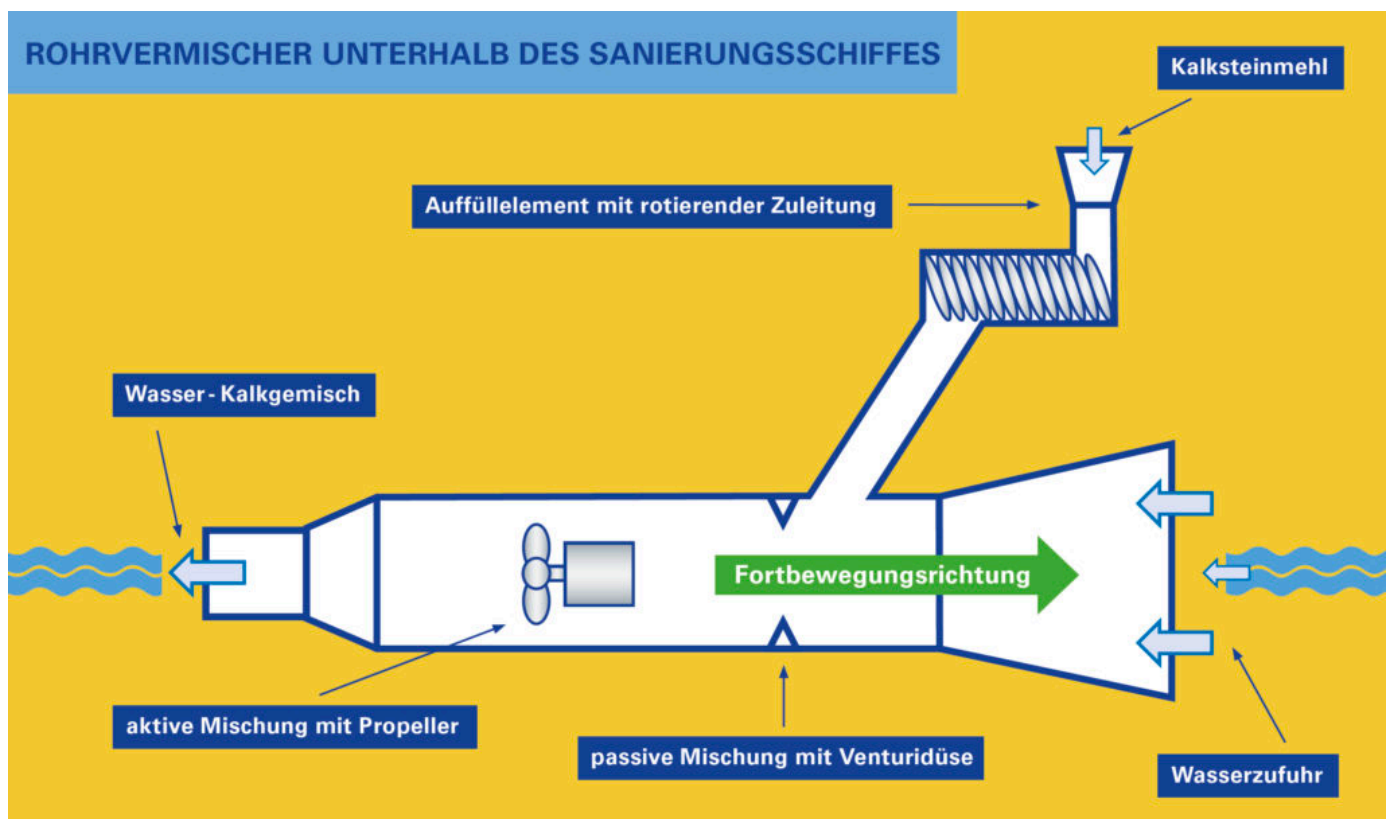 ROHRVERMISCHER UNTERHALB DES SANIERUNGSSCHIFFES
Kalksteinmehl
Auffüllelement mit rotierender Zuleitung
Wasser - Kalkgemisch
Fortbewegungsrichtung
aktive Mischung mit Propeller
passive Mischung mit Venturidüse
Wasserzufuhr